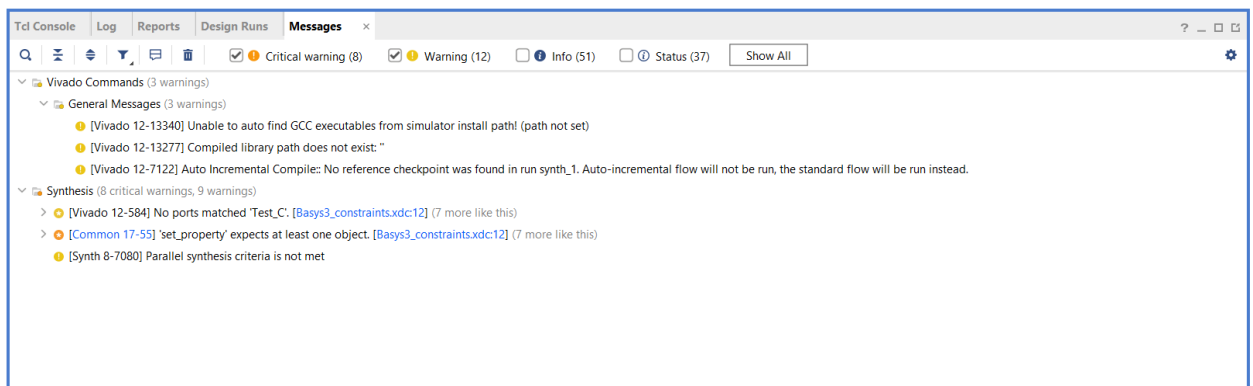 Tcl Console Log Reports Design Runs Messages × ? _ 
Critical warning (8) Warning (12) Info (51) Status (37) Show All
Vivado Commands (3 warnings)
General Messages (3 warnings)
[Vivado 12-13340] Unable to auto find GCC executables from simulator install path! (path not set)
[Vivado 12-13277] Compiled library path does not exist: ''
[Vivado 12-7122] Auto Incremental Compile:: No reference checkpoint was found in run synth_1. Auto-incremental flow will not be run, the standard flow will be run instead.
Synthesis (8 critical warnings, 9 warnings)
[Vivado 12-584] No ports matched 'Test_C'. [Basys3_constraints.xdc:12] (7 more like this)
[Common 17-55] 'set_property' expects at least one object. [Basys3_constraints.xdc:12] (7 more like this)
[Synth 8-7080] Parallel synthesis criteria is not met